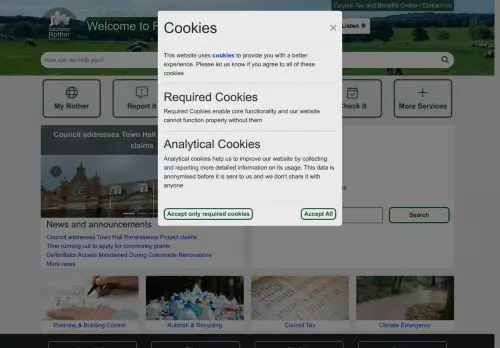 Council Tax and Benefits Online | Contact Us
Rother
Welcome to R
Listen
How can we help you?
My Rother
Report It
Check It
More Services
Cookies
×
This website uses cookies to provide you with a better
experience. Please let us know if you agree to all of these
cookies
Required Cookies
Required Cookies enable core functionality and our website
cannot function properly without them
Analytical Cookies
Analytical cookies help us to improve our website by collecting
and reporting more detailed information on its usage. This data is
anonymised before it is sent to us and we don't share it with
anyone
Accept only required cookies
Accept All
Council addresses Town Hall
claims
Search
News and announcements
Council addresses Town Hall Renaissance Project claims
Time running out to apply for community grants
Defibrillator Access Maintained During Colonnade Renovations
More news
Planning & Building Control
Rubbish & Recycling
Council Tax
Climate Emergency